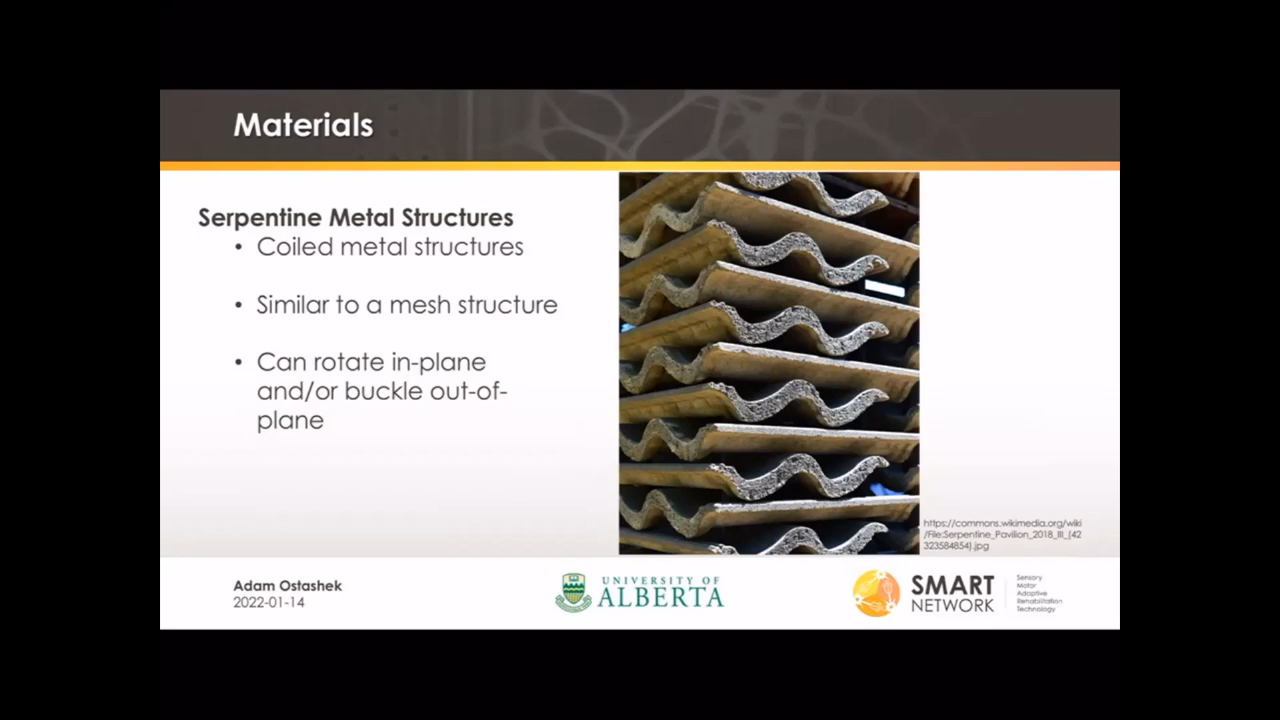 Materials
Serpentine Metal Structures
• Coiled metal structures
• Similar to a mesh structure
• Can rotate in-plane
and/or buckle out-of-
plane
https://commons.wikimedia.org/wiki
/File:Serpentine_Pavilion_2018_III_(42
323584854).jpg
Adam Ostashek
2022-01-14
UNIVERSITY OF
ALBERTA
SMART
NETWORK
Sensory
Motor
Adaptive
Rehabilitation
Technology